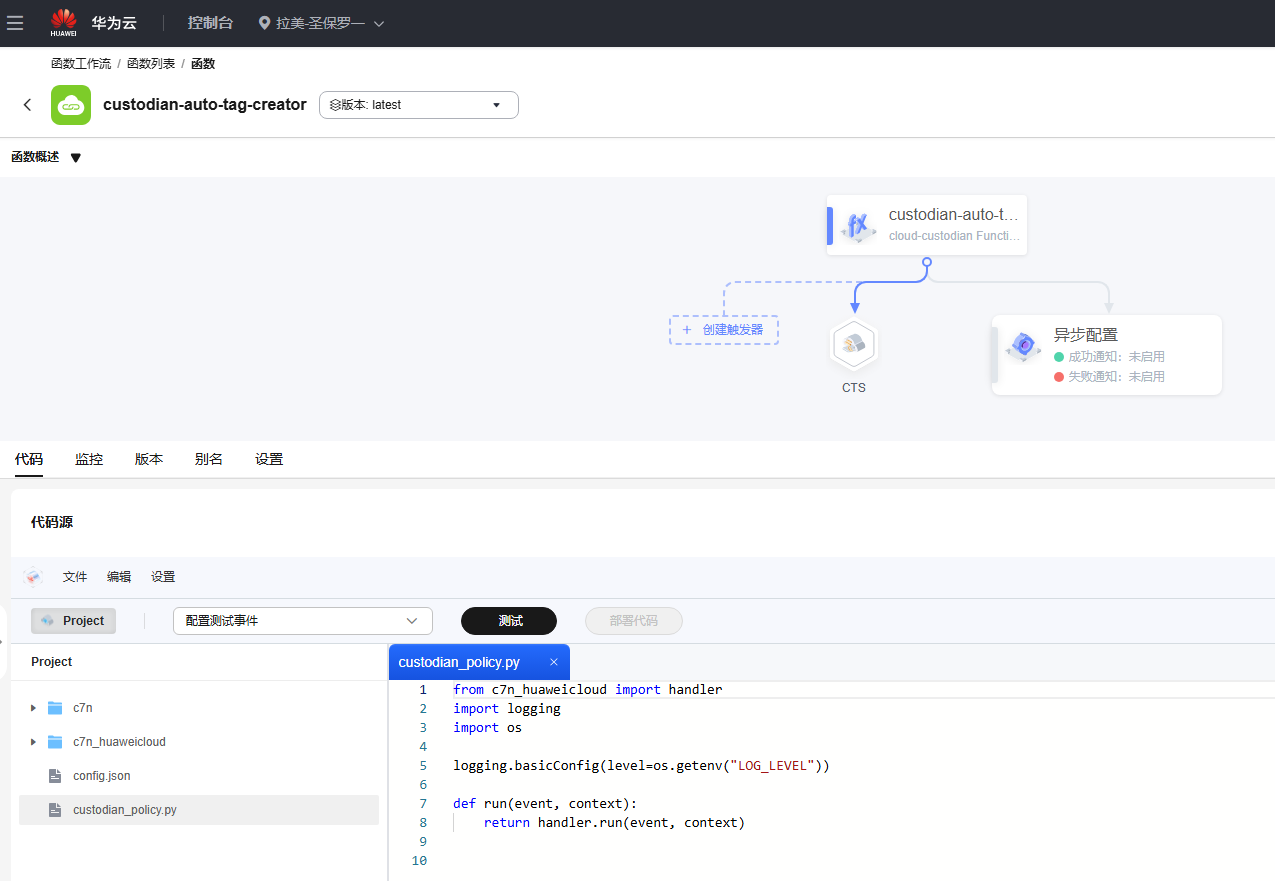 HUAWEI 华为云 控制台 拉美-圣保罗一
函数工作流 / 函数列表 / 函数
custodian-auto-tag-creator 版本: latest
函数概述
custodian-auto-t...
cloud-custodian Functi...
+ 创建触发器
CTS
异步配置
成功通知: 未启用
失败通知: 未启用
代码 监控 版本 别名 设置
代码源
文件 编辑 设置
Project 配置测试事件 测试 部署代码
Project
c7n
c7n_huaweicloud
config.json
custodian_policy.py
custodian_policy.py ×
1 from c7n_huaweicloud import handler
2 import logging
3 import os
4
5 logging.basicConfig(level=os.getenv("LOG_LEVEL"))
6
7 def run(event, context):
8     return handler.run(event, context)
9
10